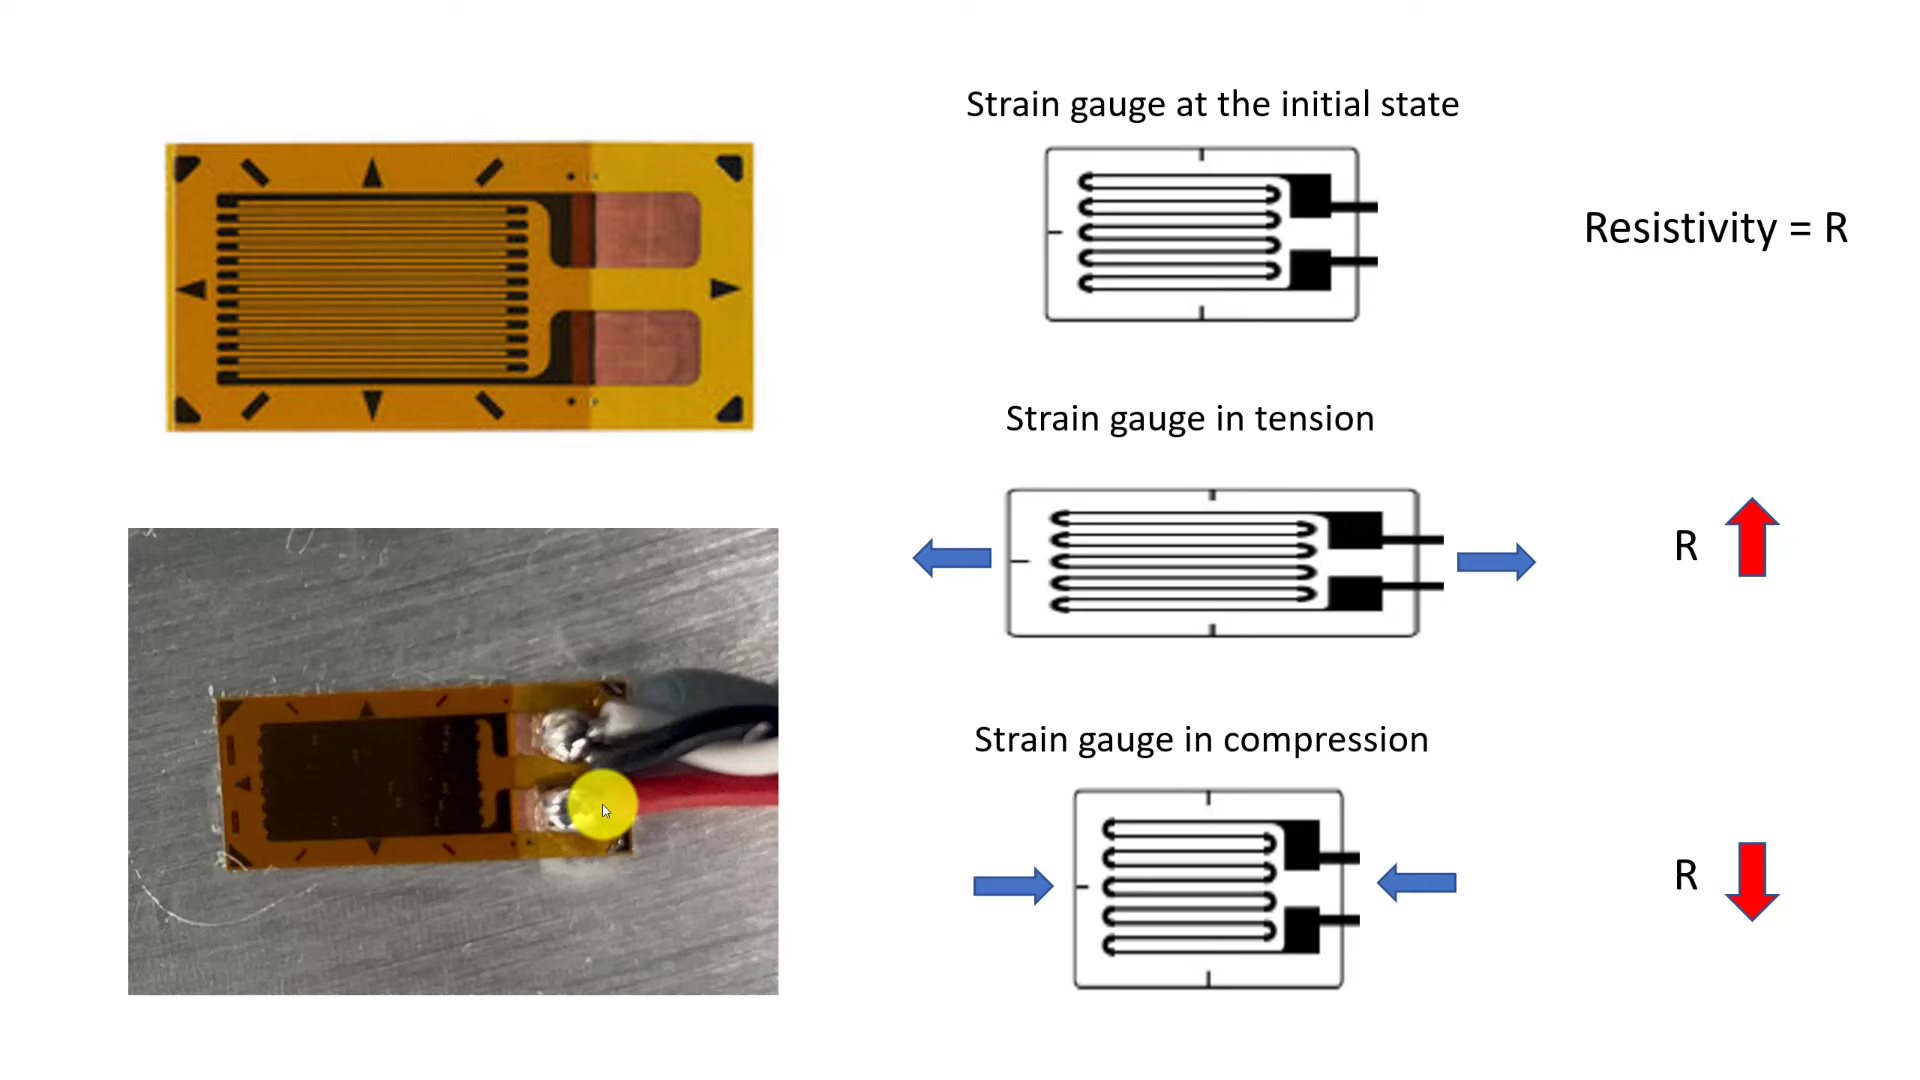 Strain gauge at the initial state
Resistivity = R
Strain gauge in tension
R
Strain gauge in compression
R